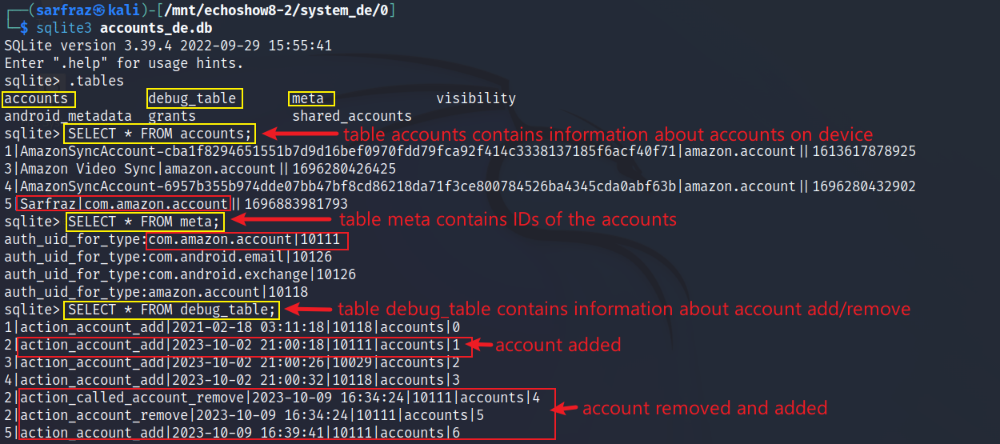 ┌──(sarfraz㉿kali)-[/mnt/echoshow8-2/system_de/0]
└─$ sqlite3 accounts_de.db
SQLite version 3.39.4 2022-09-29 15:55:41
Enter ".help" for usage hints.
sqlite> .tables
accounts debug_table meta visibility
android_metadata grants shared_accounts
sqlite> SELECT * FROM accounts; table accounts contains information about accounts on device
1|AmazonSyncAccount-cba1f8294651551b7d9d16bef0970fdd79fca92f414c3338137185f6acf40f71|amazon.account||1613617878925
3|Amazon Video Sync|amazon.account||1696280426425
4|AmazonSyncAccount-6957b355b974dde07bb47bf8cd86218da71f3ce800784526ba4345cda0abf63b|amazon.account||1696280432902
5|Sarfraz|com.amazon.account||1696883981793
sqlite> SELECT * FROM meta; table meta contains IDs of the accounts
auth_uid_for_type:com.amazon.account|10111
auth_uid_for_type:com.android.email|10126
auth_uid_for_type:com.android.exchange|10126
auth_uid_for_type:amazon.account|10118
sqlite> SELECT * FROM debug_table; table debug_table contains information about account add/remove
1|action_account_add|2021-02-18 03:11:18|10118|accounts|0
2|action_account_add|2023-10-02 21:00:18|10111|accounts|1 account added
3|action_account_add|2023-10-02 21:00:26|10029|accounts|2
4|action_account_add|2023-10-02 21:00:32|10118|accounts|3
2|action_called_account_remove|2023-10-09 16:34:24|10111|accounts|4
2|action_account_remove|2023-10-09 16:34:24|10111|accounts|5 account removed and added
5|action_account_add|2023-10-09 16:39:41|10111|accounts|6